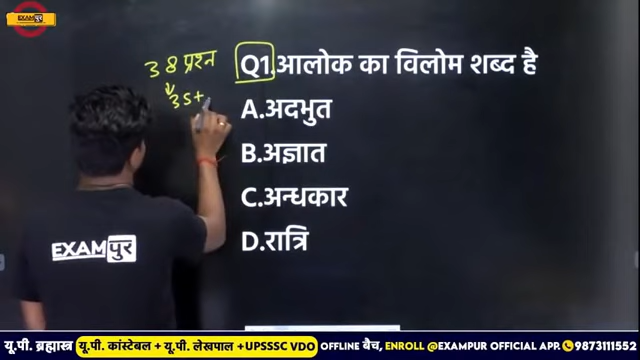 EXAMपुर
38 प्रश्न
35+
Q1.आलोक का विलोम शब्द है
A.अदभुत
B.अज्ञात
C.अन्धकार
D.रात्रि
EXAMपुर
यू.पी. ब्रह्मास्त्र यू.पी. कांस्टेबल + यू.पी. लेखपाल +UPSSSC VDO OFFLINE बैच, ENROLL @EXAMPUR OFFICIAL APP. 9873111552